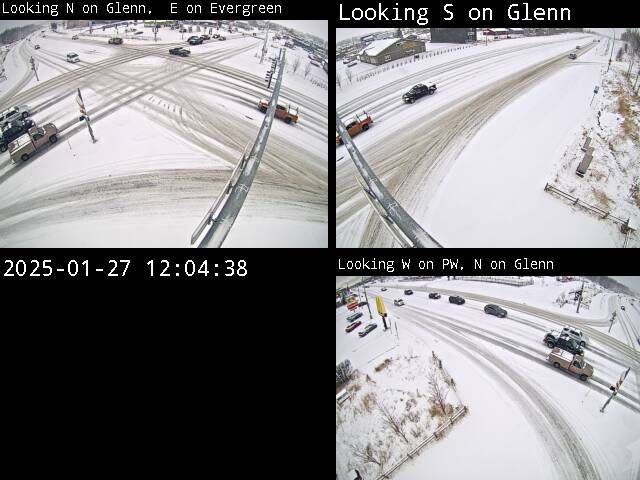 Looking N on Glenn,  E on Evergreen
Looking S on Glenn
2025-01-27 12:04:38
Looking W on PW, N on Glenn